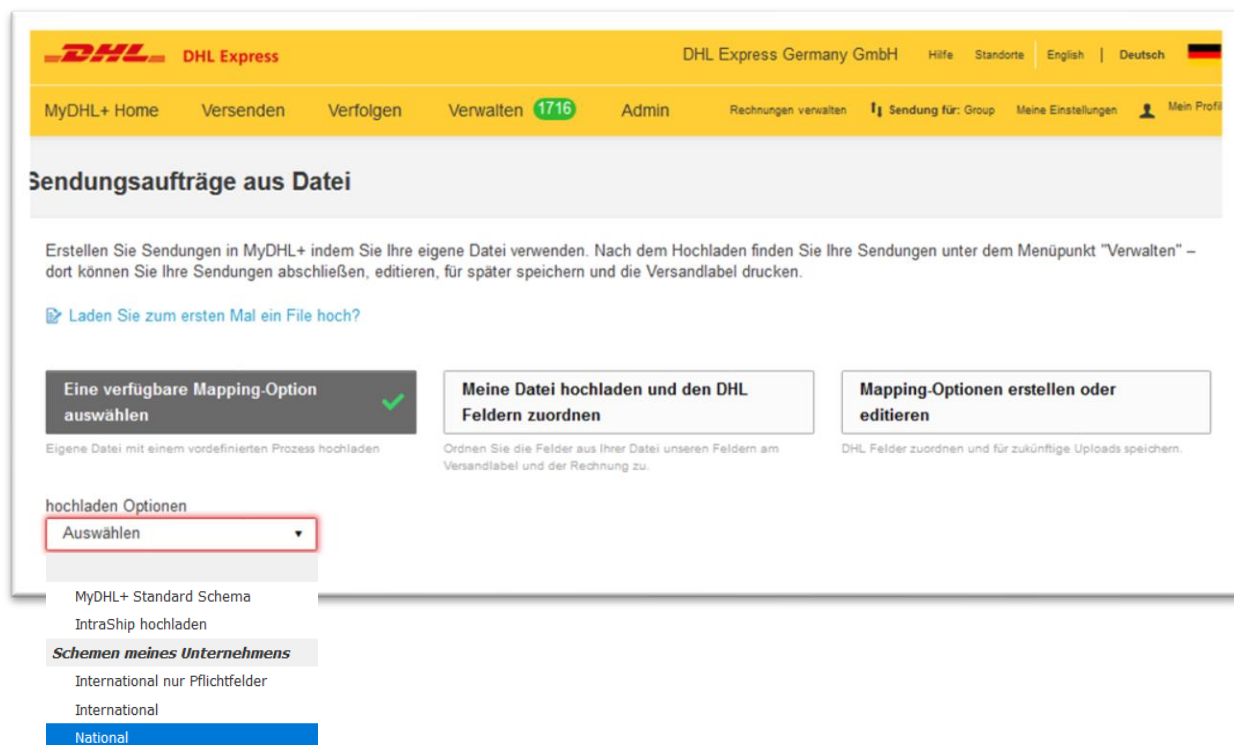 DHL DHL Express DHL Express Germany GmbH Hilfe Standorte English | Deutsch
MyDHL+ Home Versenden Verfolgen Verwalten 1716 Admin Rechnungen verwalten Sendung für: Group Meine Einstellungen Mein Profil
Sendungsaufträge aus Datei
Erstellen Sie Sendungen in MyDHL+ indem Sie Ihre eigene Datei verwenden. Nach dem Hochladen finden Sie Ihre Sendungen unter dem Menüpunkt "Verwalten" –
dort können Sie Ihre Sendungen abschließen, editieren, für später speichern und die Versandlabel drucken.
Laden Sie zum ersten Mal ein File hoch?
Eine verfügbare Mapping-Option
auswählen
Eigene Datei mit einem vordefinierten Prozess hochladen
Meine Datei hochladen und den DHL
Feldern zuordnen
Ordnen Sie die Felder aus Ihrer Datei unseren Feldern am
Versandlabel und der Rechnung zu.
Mapping-Optionen erstellen oder
editieren
DHL Felder zuordnen und für zukünftige Uploads speichern.
hochladen Optionen
Auswählen
MyDHL+ Standard Schema
IntraShip hochladen
Schemen meines Unternehmens
International nur Pflichtfelder
International
National